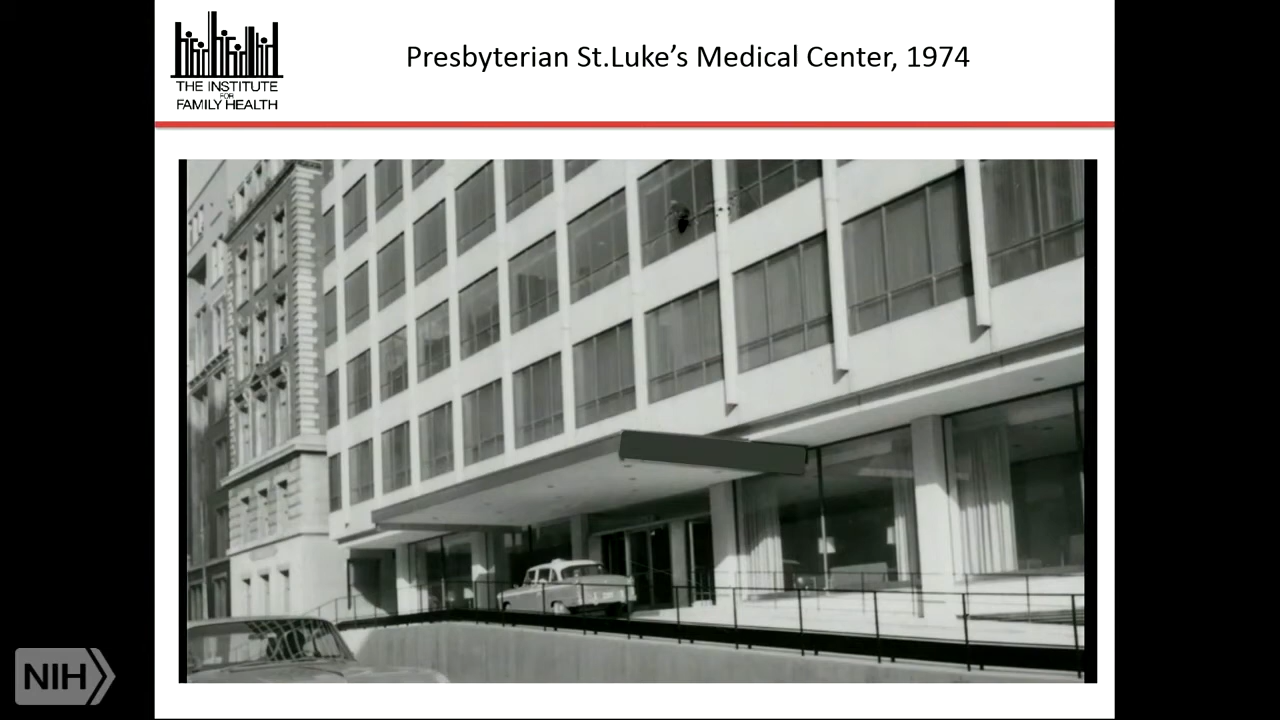 THE INSTITUTE
FOR
FAMILY HEALTH
Presbyterian St.Luke’s Medical Center, 1974
NIH